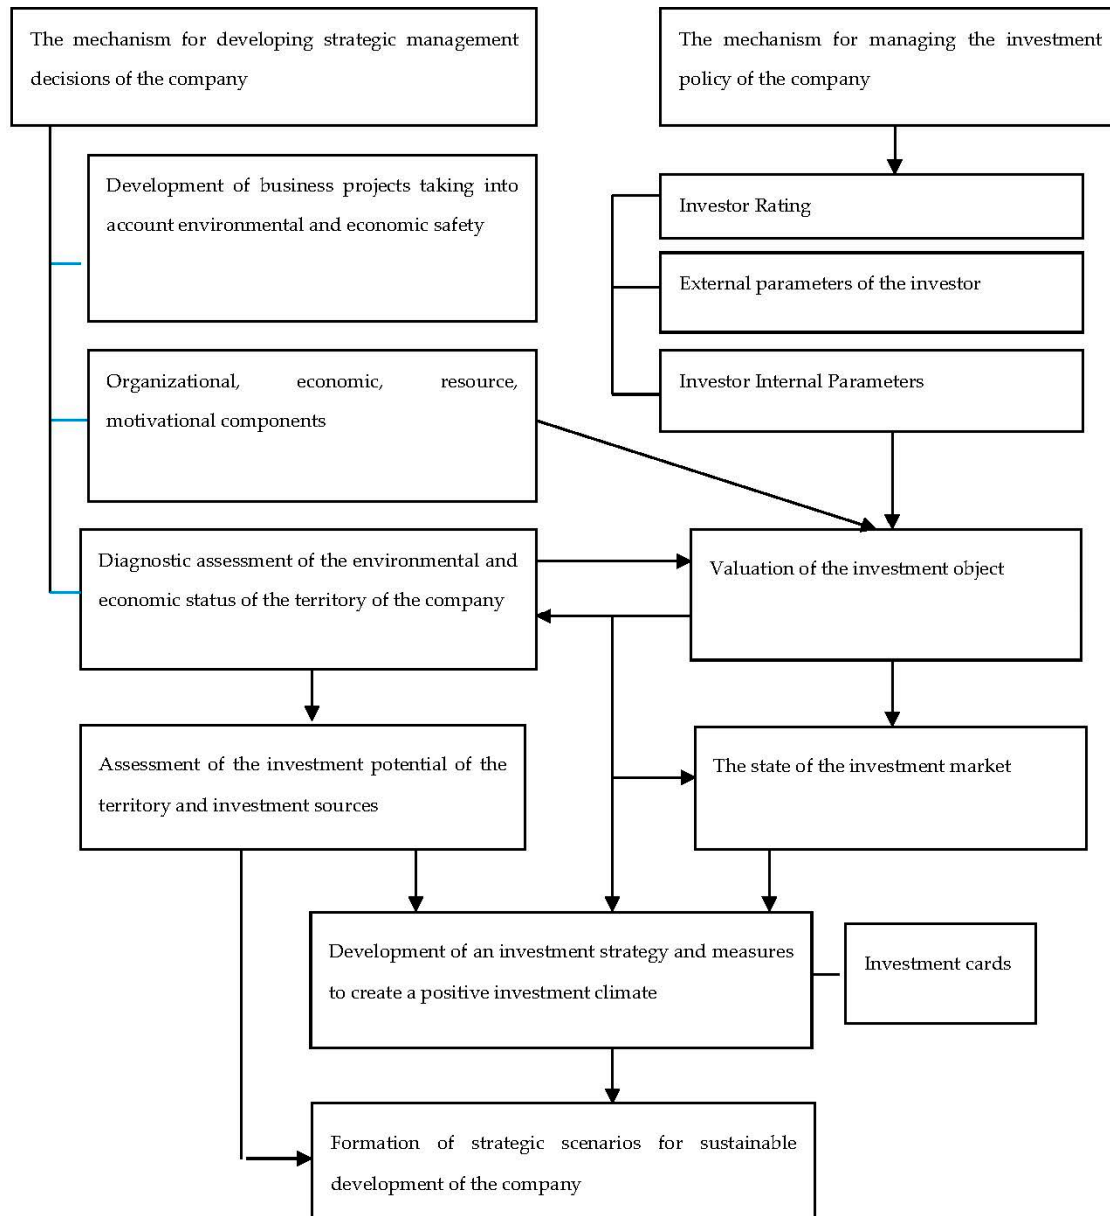 The mechanism for developing strategic management
decisions of the company
The mechanism for managing the investment
policy of the company
Development of business projects taking into
account environmental and economic safety
Investor Rating
External parameters of the investor
Organizational, economic, resource,
motivational components
Investor Internal Parameters
Diagnostic assessment of the environmental and
economic status of the territory of the company
Valuation of the investment object
Assessment of the investment potential of the
territory and investment sources
The state of the investment market
Development of an investment strategy and measures
to create a positive investment climate
Investment cards
Formation of strategic scenarios for sustainable
development of the company